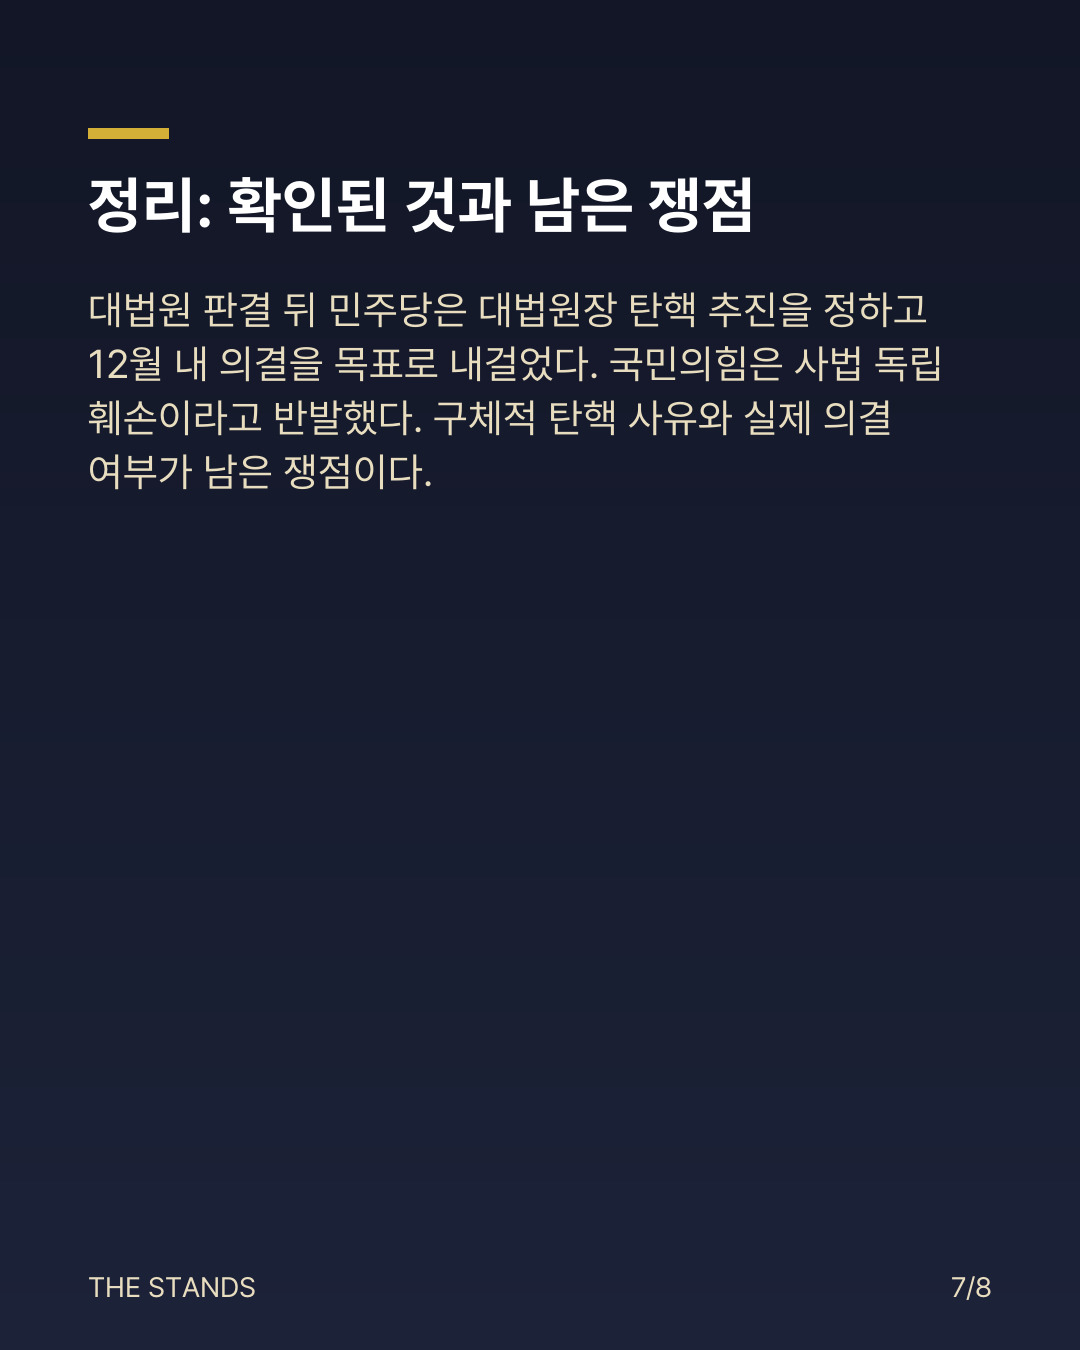 정리: 확인된 것과 남은 쟁점
대법원 판결 뒤 민주당은 대법원장 탄핵 추진을 정하고
12월 내 의결을 목표로 내걸었다. 국민의힘은 사법 독립
훼손이라고 반발했다. 구체적 탄핵 사유와 실제 의결
여부가 남은 쟁점이다.
THE STANDS
7/8